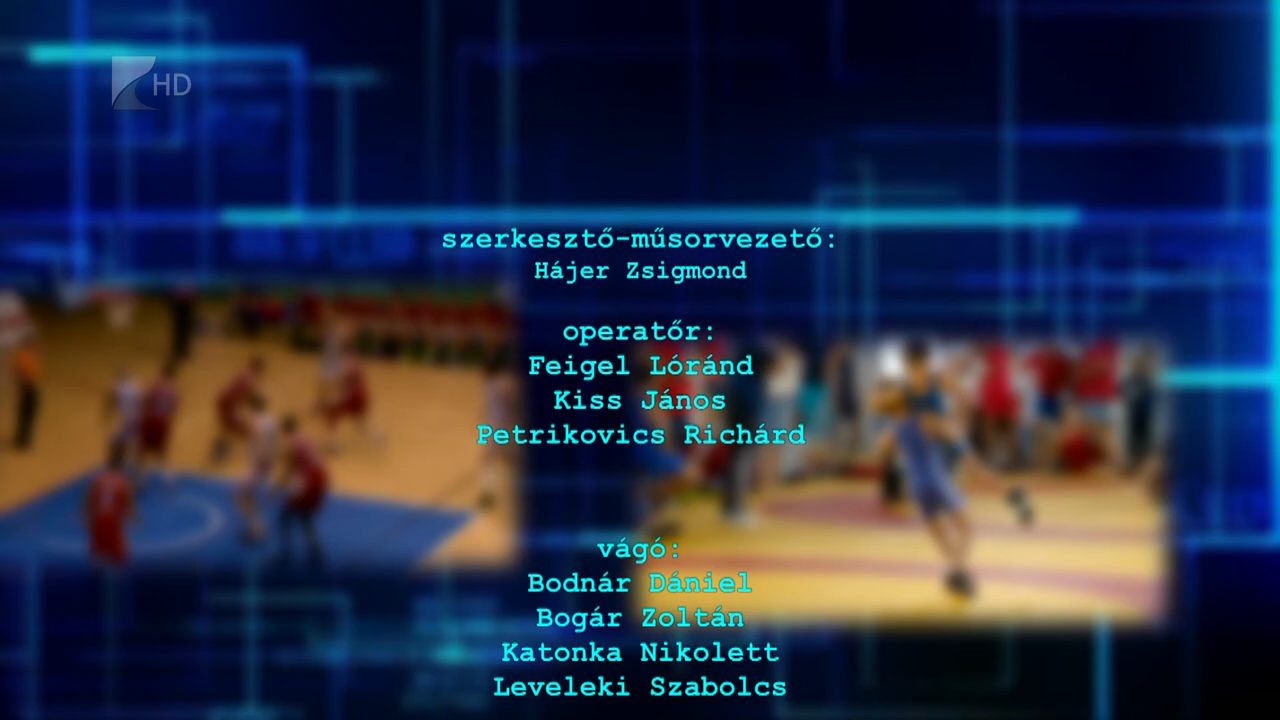 HD
szerkesztő-műsorvezető:
Hájer Zsigmond
operatőr:
Feigel Lóránd
Kiss János
Petrikovics Richárd
vágó:
Bodnár Dániel
Bogár Zoltán
Katonka Nikolett
Leveleki Szabolcs